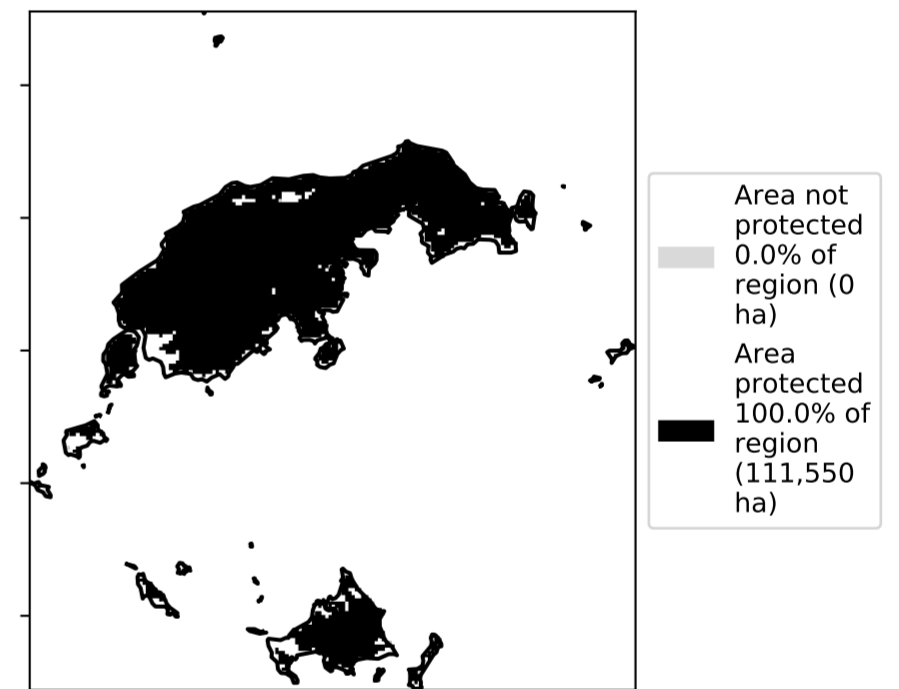 Area not
protected
0.0% of
region (0
ha)
Area
protected
100.0% of
region
(111,550
ha)